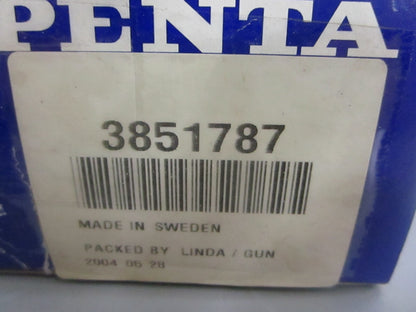 PENTA
3851787
MADE IN SWEDEN
PACKED BY LINDA / GUN
2004 06 28